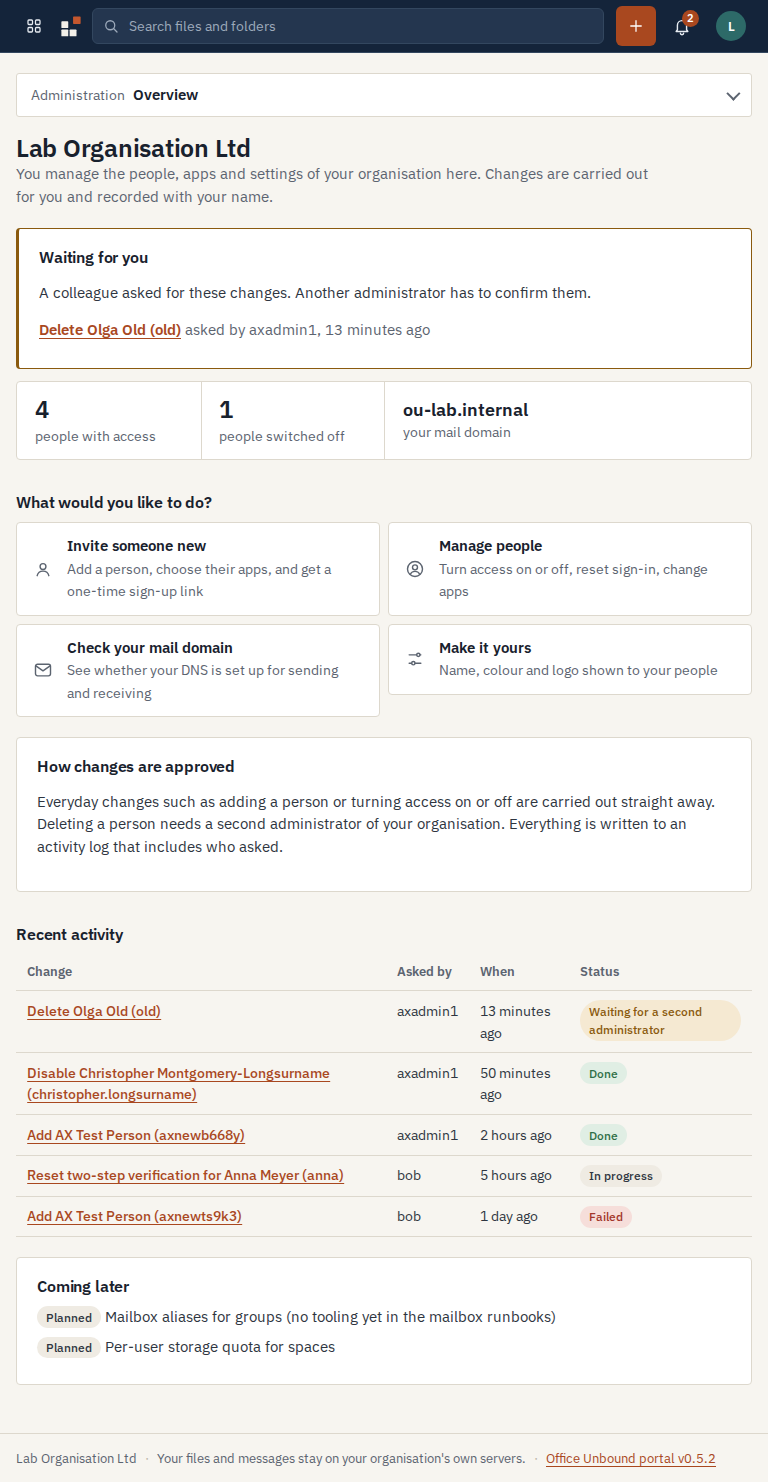 Search files and folders
2
L
Administration Overview
Lab Organisation Ltd
You manage the people, apps and settings of your organisation here. Changes are carried out
for you and recorded with your name.
Waiting for you
A colleague asked for these changes. Another administrator has to confirm them.
Delete Olga Old (old) asked by axadmin1, 13 minutes ago
4
people with access
1
people switched off
ou-lab.internal
your mail domain
What would you like to do?
Invite someone new
Add a person, choose their apps, and get a
one-time sign-up link
Manage people
Turn access on or off, reset sign-in, change
apps
Check your mail domain
See whether your DNS is set up for sending
and receiving
Make it yours
Name, colour and logo shown to your people
How changes are approved
Everyday changes such as adding a person or turning access on or off are carried out straight away.
Deleting a person needs a second administrator of your organisation. Everything is written to an
activity log that includes who asked.
Recent activity
Change Asked by When Status
Delete Olga Old (old) axadmin1 13 minutes
ago
Waiting for a second
administrator
Disable Christopher Montgomery-Longsurname
(christopher.longsurname)
axadmin1 50 minutes
ago
Done
Add AX Test Person (axnewb668y) axadmin1 2 hours ago Done
Reset two-step verification for Anna Meyer (anna) bob 5 hours ago In progress
Add AX Test Person (axnewts9k3) bob 1 day ago Failed
Coming later
Planned Mailbox aliases for groups (no tooling yet in the mailbox runbooks)
Planned Per-user storage quota for spaces
Lab Organisation Ltd · Your files and messages stay on your organisation's own servers. · Office Unbound portal v0.5.2